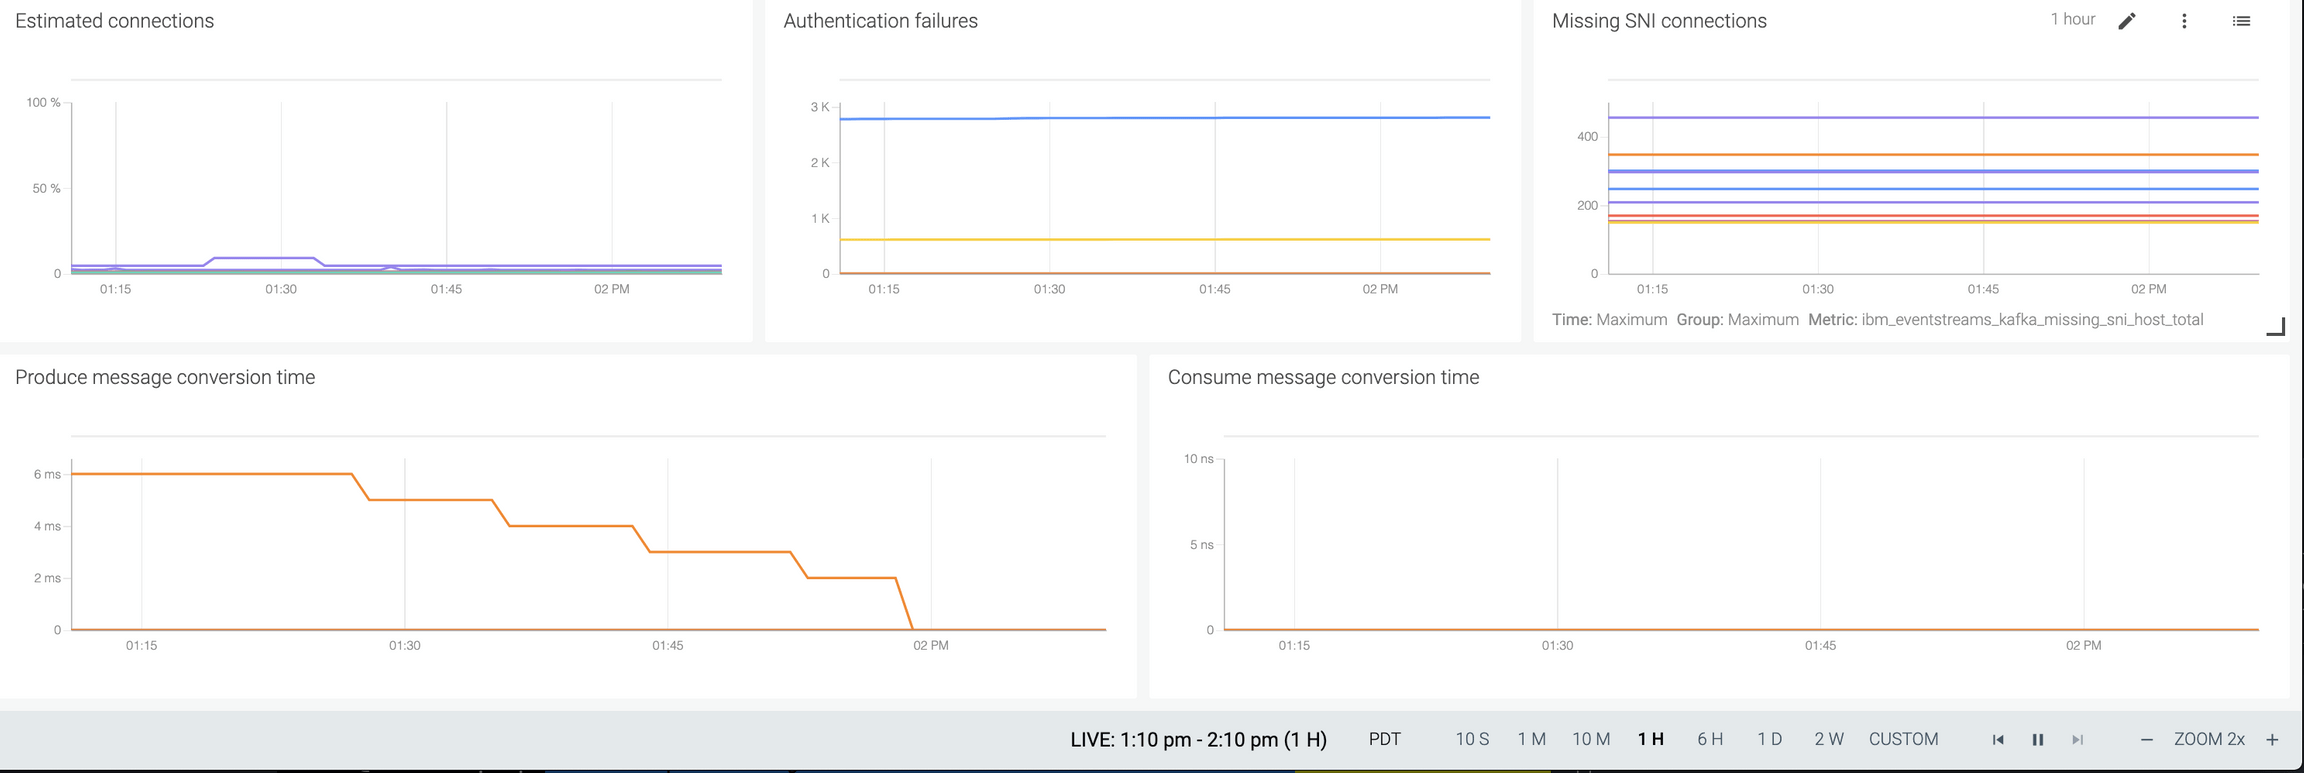 Estimated connections
100 %
50 %
0
01:15 01:30 01:45 02 PM
Authentication failures
3 K
2 K
1 K
0
01:15 01:30 01:45 02 PM
Missing SNI connections
1 hour
400
200
0
01:15 01:30 01:45 02 PM
Time: Maximum Group: Maximum Metric: ibm_eventstreams_kafka_missing_sni_host_total
Produce message conversion time
6 ms
4 ms
2 ms
0
01:15 01:30 01:45 02 PM
Consume message conversion time
10 ns
5 ns
0
01:15 01:30 01:45 02 PM
LIVE: 1:10 pm - 2:10 pm (1 H) PDT 10 S 1 M 10 M 1 H 6 H 1 D 2 W CUSTOM − ZOOM 2x +